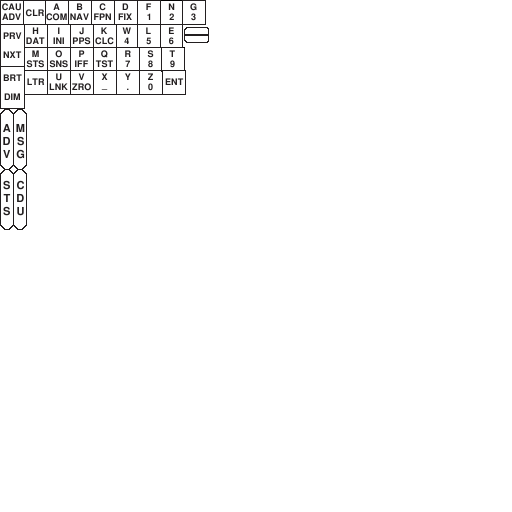 CAU ADV
CLR
A COM
B NAV
C FPN
D FIX
F 1
N 2
G 3
PRV
NXT
H DAT
I INI
J PPS
K CLC
W 4
L 5
E 6
M STS
O SNS
P IFF
Q TST
R 7
S 8
T 9
BRT
DIM
LTR
U LNK
V ZRO
X –
Y .
Z 0
ENT
ADV
MSG
STS
CDU